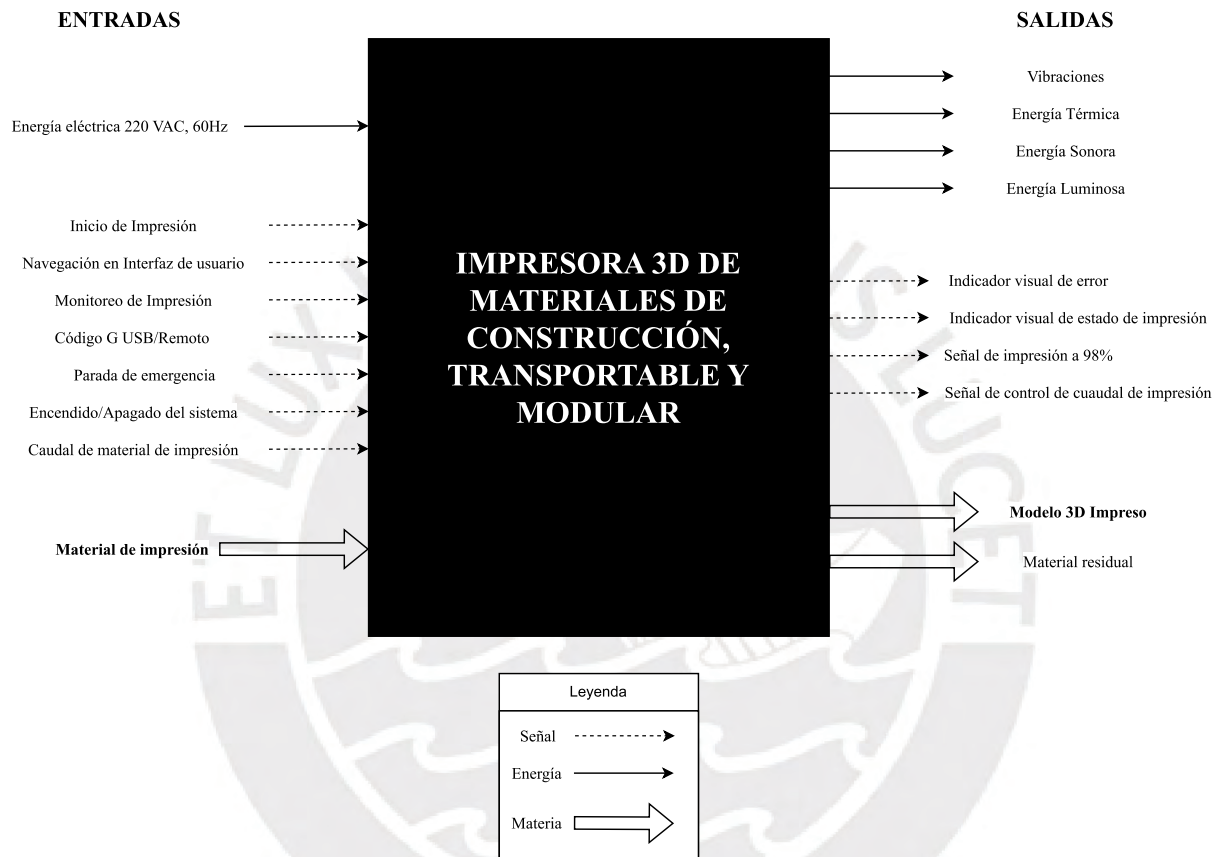 ENTRADAS
SALIDAS
Energía eléctrica 220 VAC, 60Hz
Inicio de Impresión
Navegación en Interfaz de usuario
Monitoreo de Impresión
Código G USB/Remoto
Parada de emergencia
Encendido/Apagado del sistema
Caudal de material de impresión
Material de impresión
IMPRESORA 3D DE
MATERIALES DE
CONSTRUCCIÓN,
TRANSPORTABLE Y
MODULAR
Vibraciones
Energía Térmica
Energía Sonora
Energía Luminosa
Indicador visual de error
Indicador visual de estado de impresión
Señal de impresión a 98%
Señal de control de cuaudal de impresión
Modelo 3D Impreso
Material residual
Leyenda
Señal
Energía
Materia
ET LUX
IS LUCET